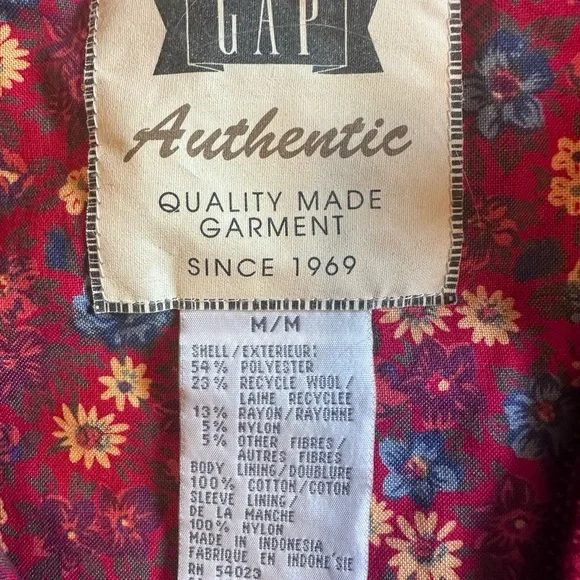 GAP
Authentic
QUALITY MADE
GARMENT
SINCE 1969
M/M
SHELL/EXTERIEUR:
54% POLYESTER
23% RECYCLE WOOL/
LAINE RECYCLEE
13% RAYON/RAYONNE
5% NYLON
5% OTHER FIBRES/
AUTRES FIBRES
BODY LINING/DOUBLURE
100% COTTON/COTON
SLEEVE LINING/
DE LA MANCHE
100% NYLON
MADE IN INDONESIA
FABRIQUE EN INDONE'SIE
RN 54023